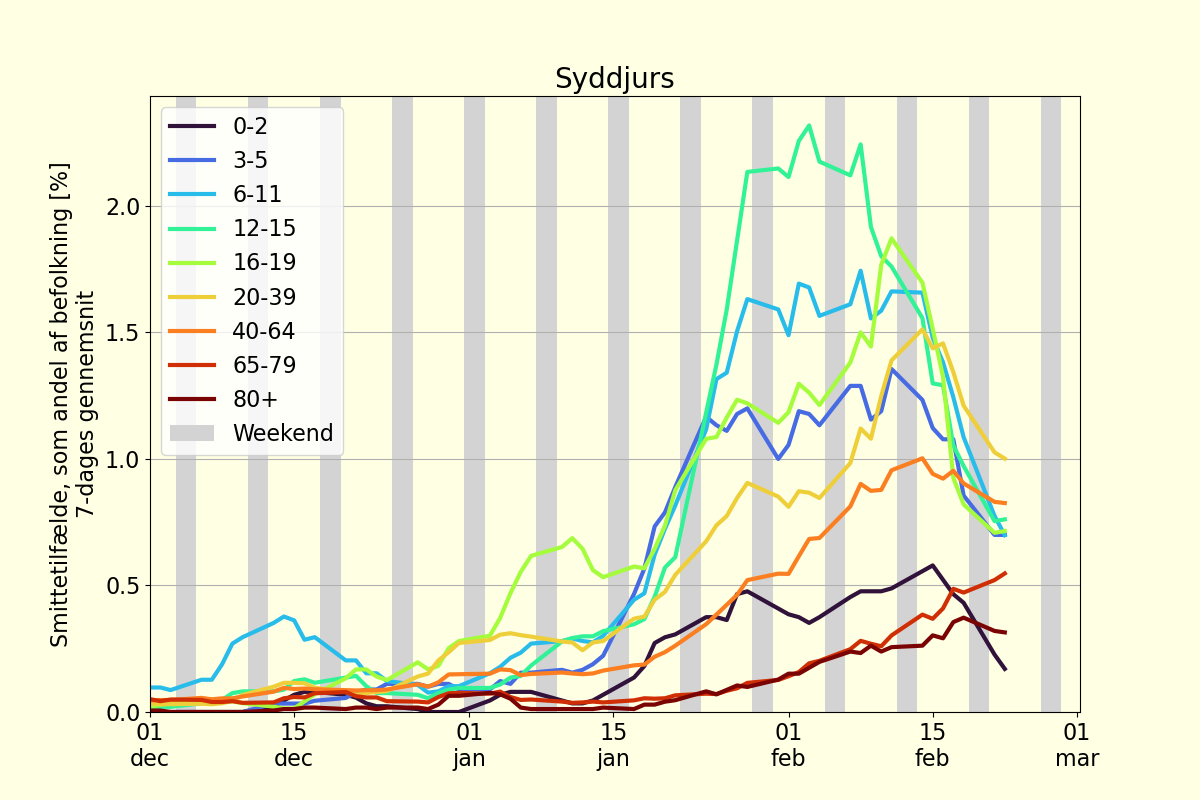 Syddjurs
Smittetilfælde, som andel af befolkning [%]
7-dages gennemsnit
2.0
1.5
1.0
0.5
0.0
0-2
3-5
6-11
12-15
16-19
20-39
40-64
65-79
80+
Weekend
01 15 01 15 01 15 01
dec dec jan jan feb feb mar